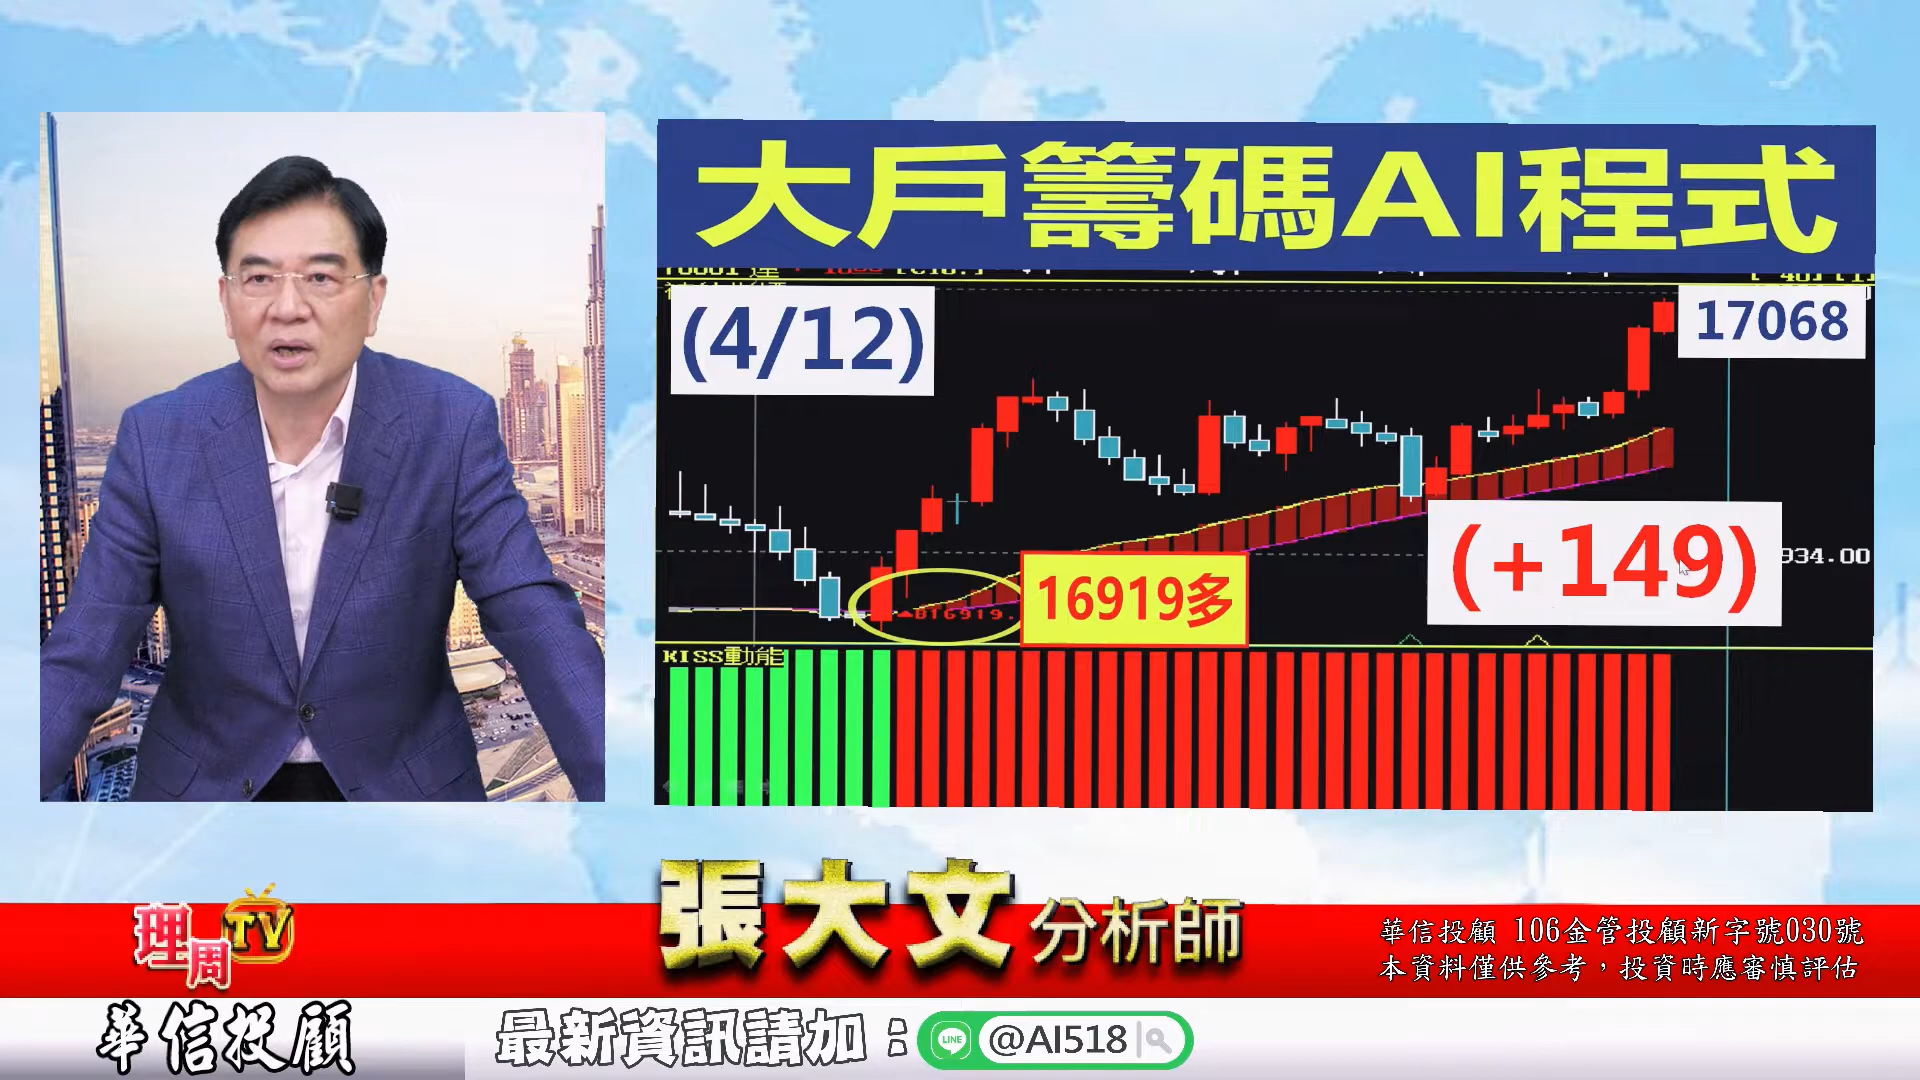 大戶籌碼AI程式
(4/12)
17068
934.00
(+149)
16919多
B16919.
KISS動能
張大文 分析師
理周TV
華信投顧 106金管投顧新字號030號
本資料僅供參考，投資時應審慎評估
華信投顧
最新資訊請加：
LINE
@AI518